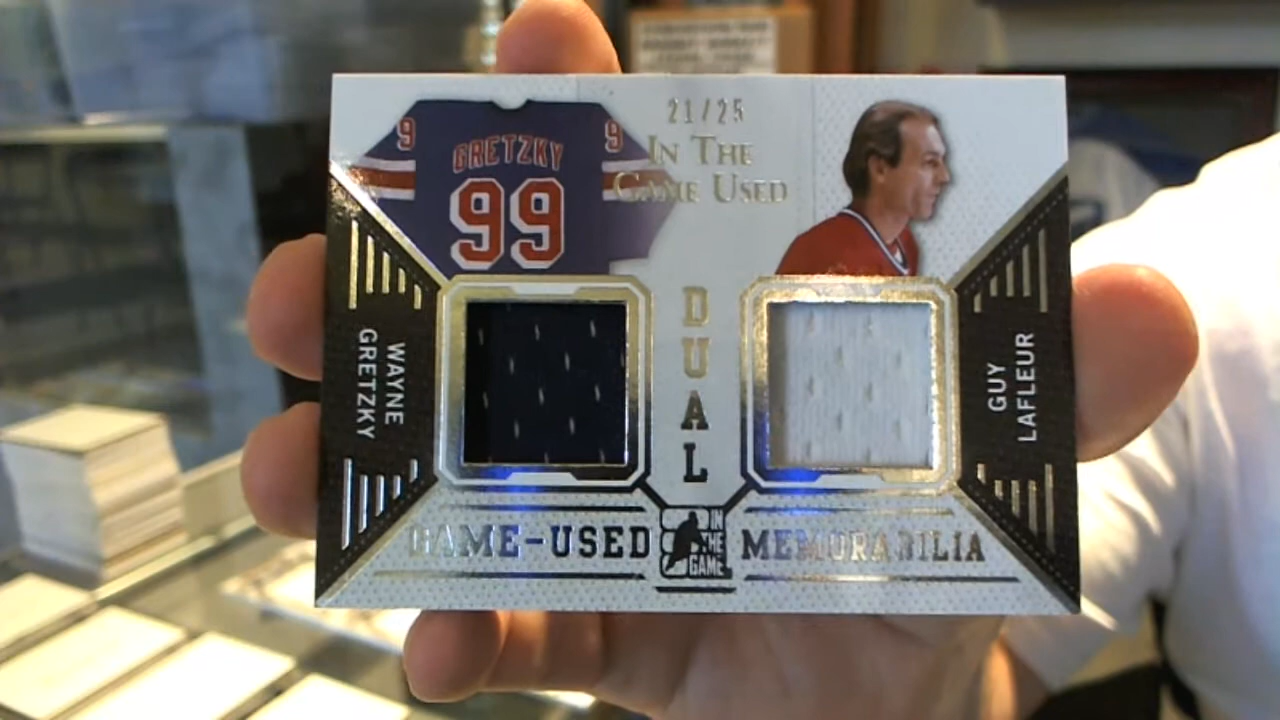 21/25
IN THE
GAME USED
9
9
GRETZKY
99
WAYNE
GRETZKY
DUAL
GUY
LAFLEUR
GAME-USED
IN
THE
GAME
MEMORABILIA